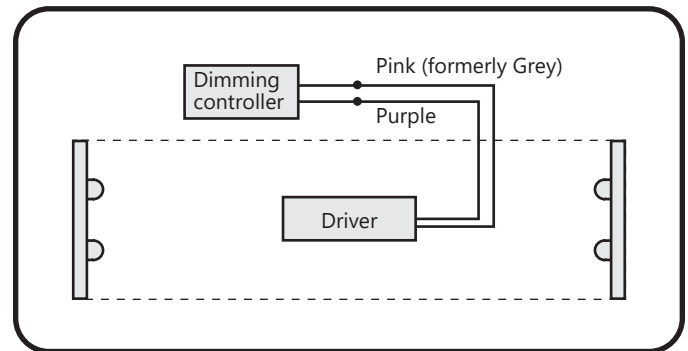 Pink (formerly Grey)
Dimming
controller
Purple
Driver